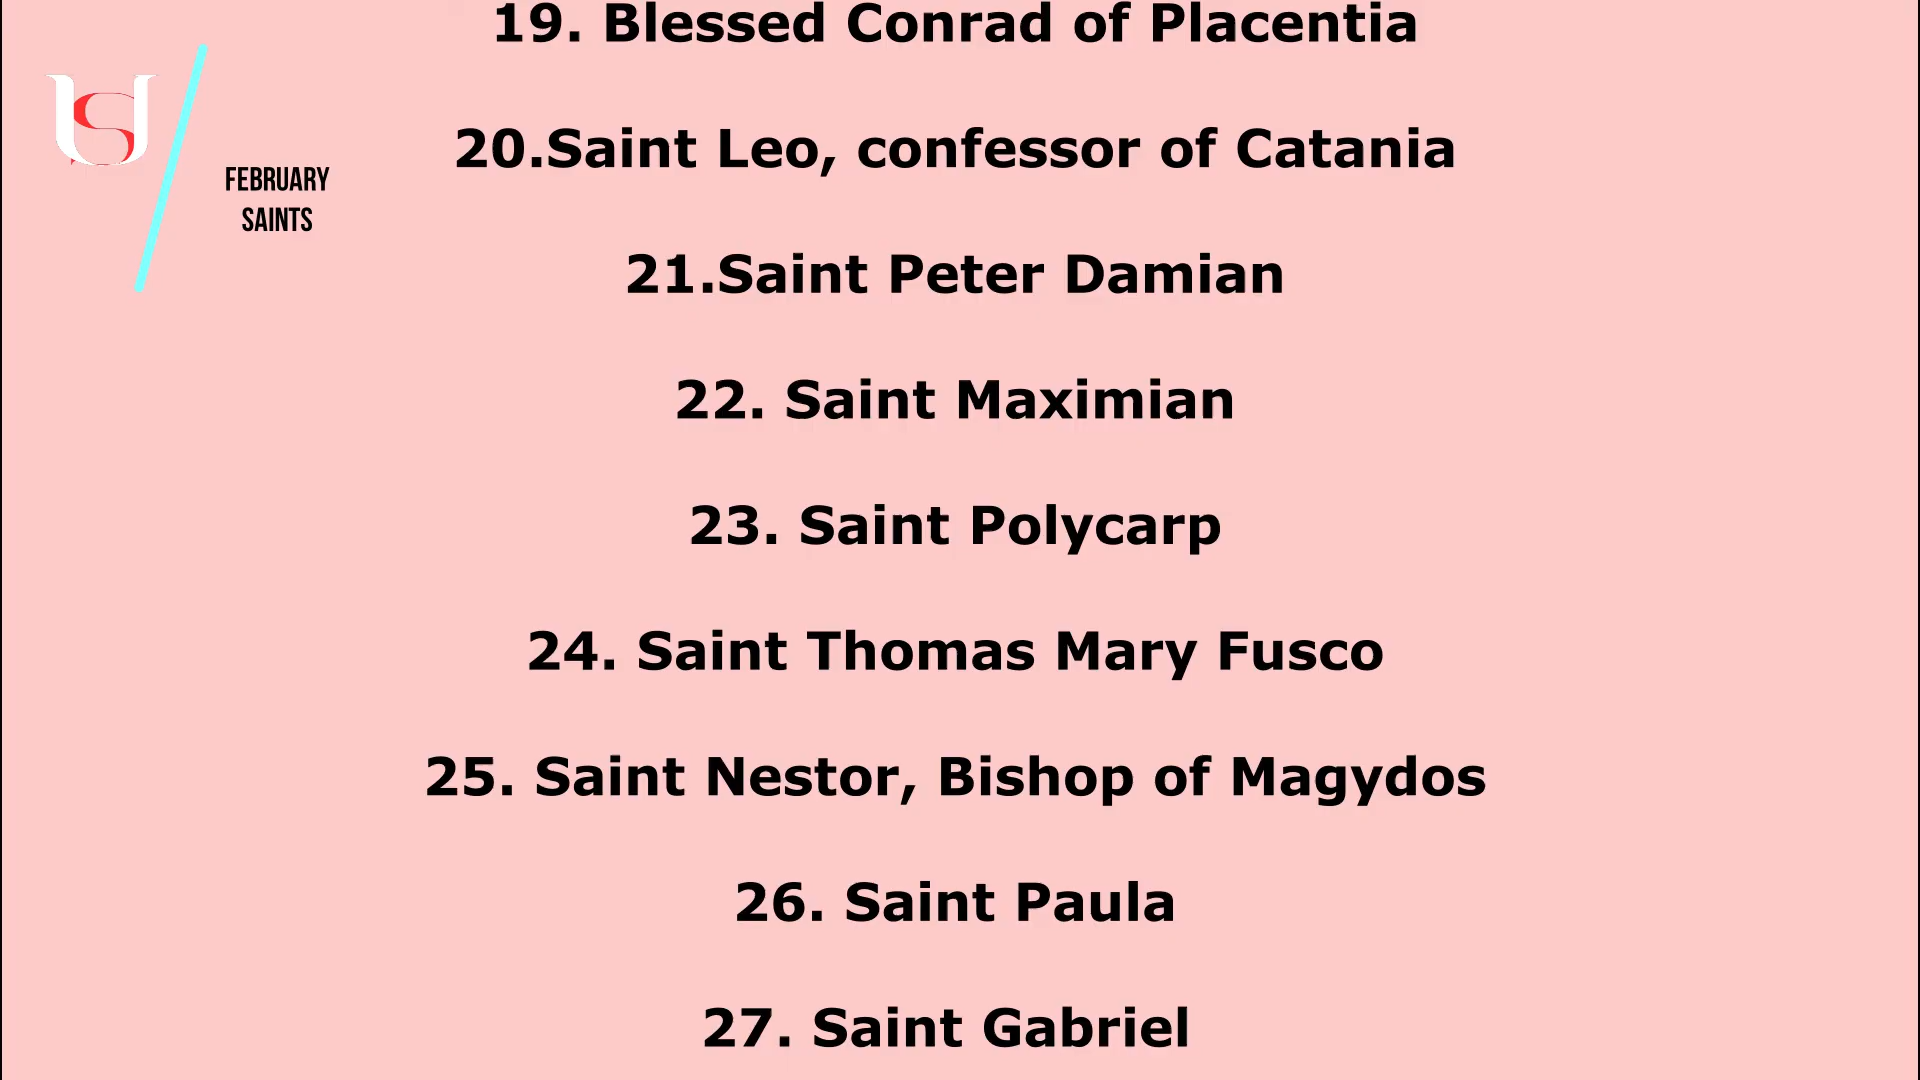 19. Blessed Conrad of Placentia
US
FEBRUARY
SAINTS
20.Saint Leo, confessor of Catania
21.Saint Peter Damian
22. Saint Maximian
23. Saint Polycarp
24. Saint Thomas Mary Fusco
25. Saint Nestor, Bishop of Magydos
26. Saint Paula
27. Saint Gabriel